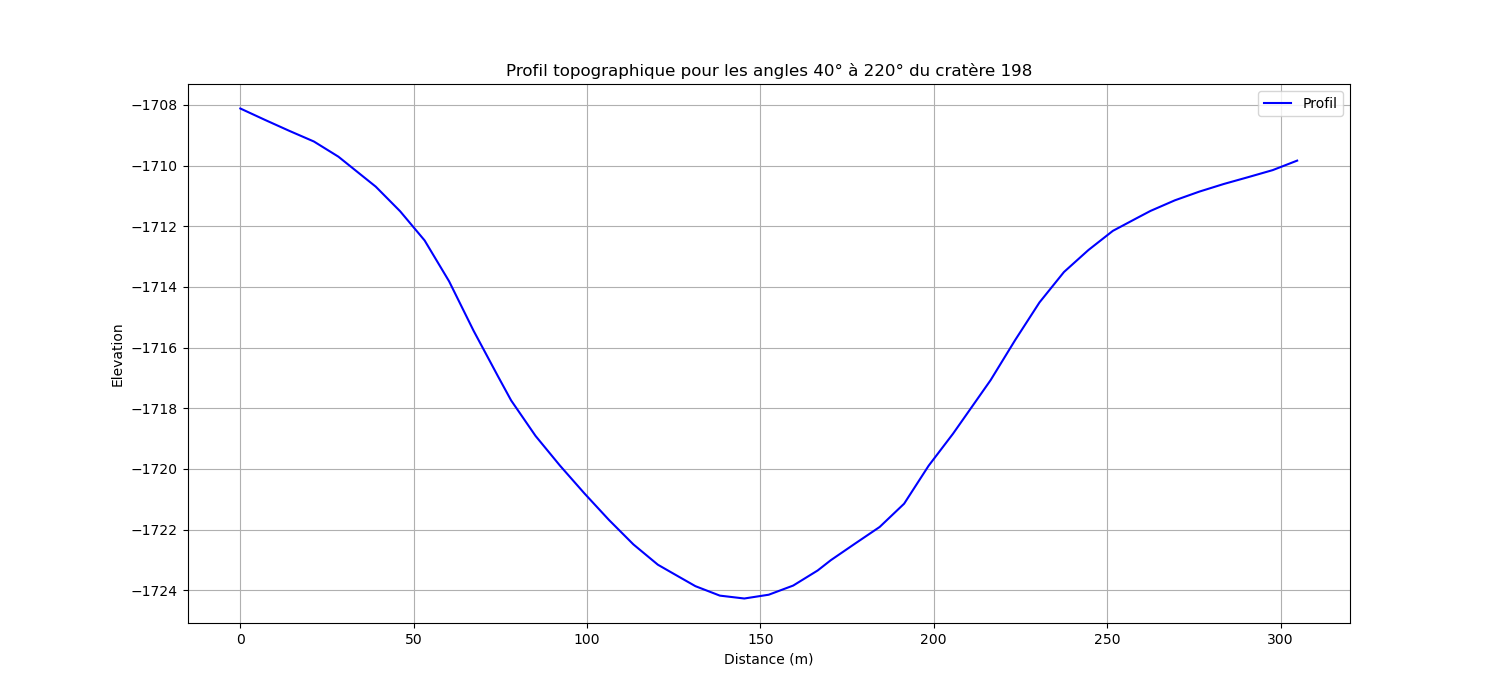 Profil topographique pour les angles 40° à 220° du cratère 198
Profil
−1708
−1710
−1712
−1714
−1716
−1718
−1720
−1722
−1724
Elevation
0 50 100 150 200 250 300
Distance (m)